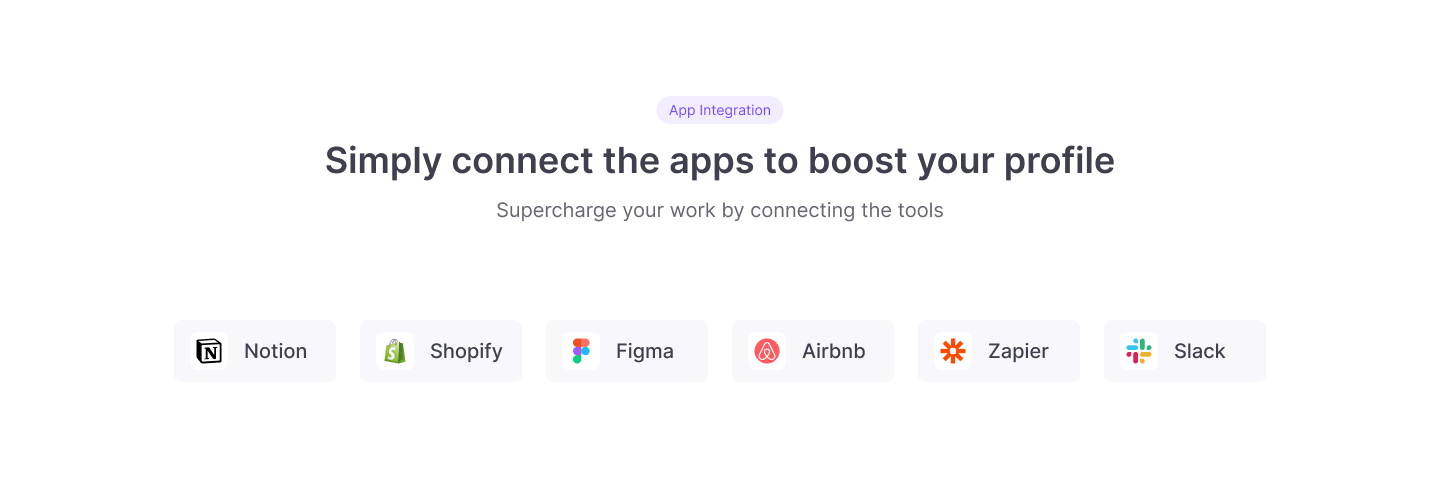 App Integration
Simply connect the apps to boost your profile
Supercharge your work by connecting the tools
Notion
Shopify
Figma
Airbnb
Zapier
Slack